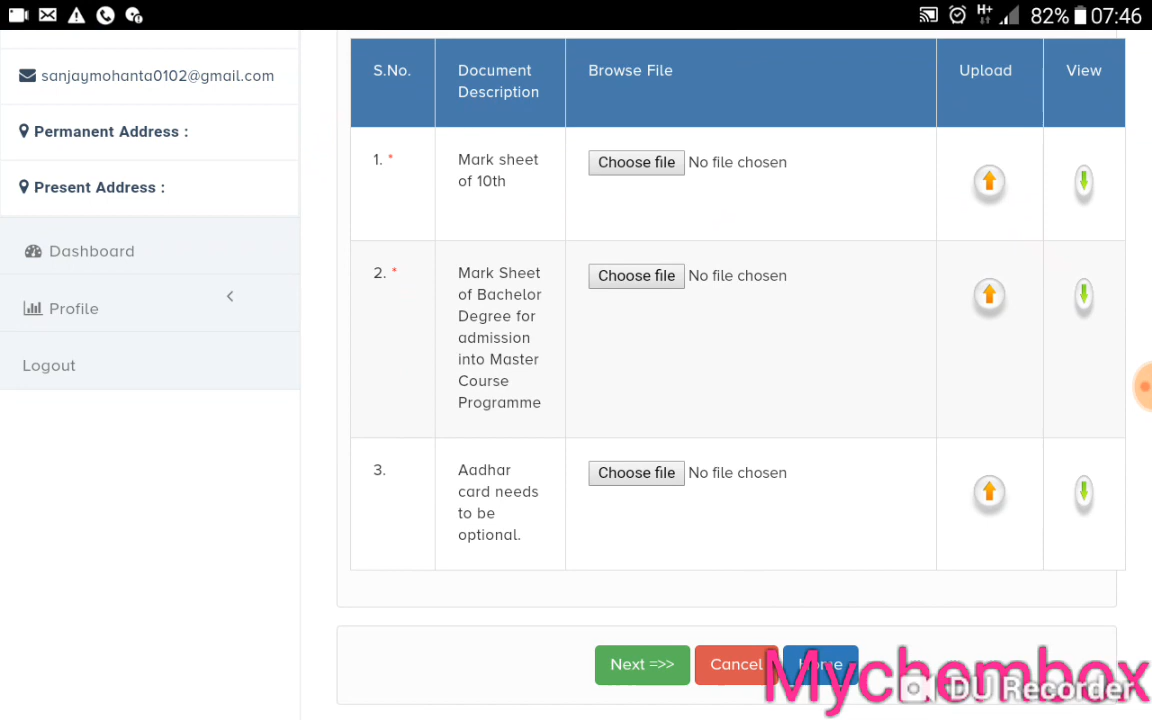 H+ 82% 07:46
sanjaymohanta0102@gmail.com
Permanent Address :
Present Address :
Dashboard
Profile
Logout
S.No. Document Description Browse File Upload View
1. * Mark sheet of 10th Choose file No file chosen
2. * Mark Sheet of Bachelor Degree for admission into Master Course Programme Choose file No file chosen
3. Aadhar card needs to be optional. Choose file No file chosen
Next =>> Cancel Home
Mychembox
DU Recorder